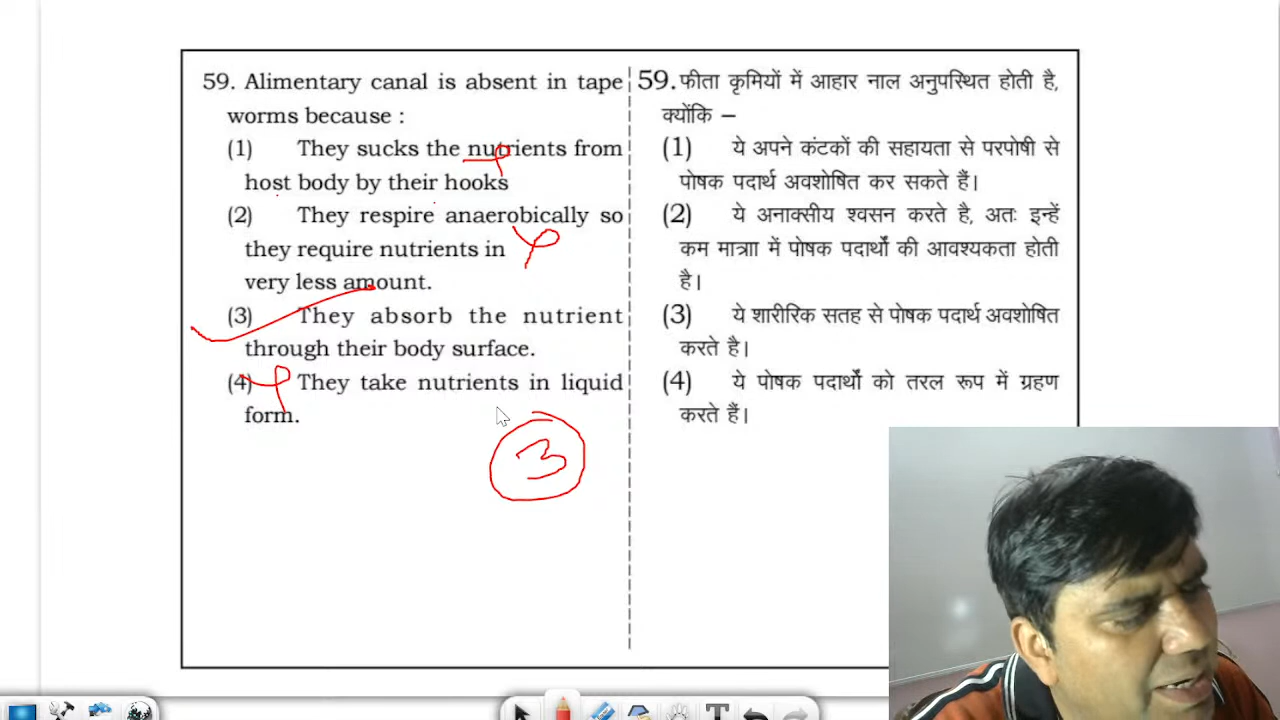 59. Alimentary canal is absent in tape
worms because :
(1) They sucks the nutrients from
host body by their hooks
(2) They respire anaerobically so
they require nutrients in
very less amount.
(3) They absorb the nutrient
through their body surface.
(4) They take nutrients in liquid
form.
3
59. फीता कृमियों में आहार नाल अनुपस्थित होती है,
क्योंकि –
(1) ये अपने कंटकों की सहायता से परपोषी से
पोषक पदार्थ अवशोषित कर सकते हैं।
(2) ये अनाक्सीय श्वसन करते है, अतः इन्हें
कम मात्राा में पोषक पदार्थों की आवश्यकता होती
है।
(3) ये शारीरिक सतह से पोषक पदार्थ अवशोषित
करते है।
(4) ये पोषक पदार्थों को तरल रूप में ग्रहण
करते हैं।
T